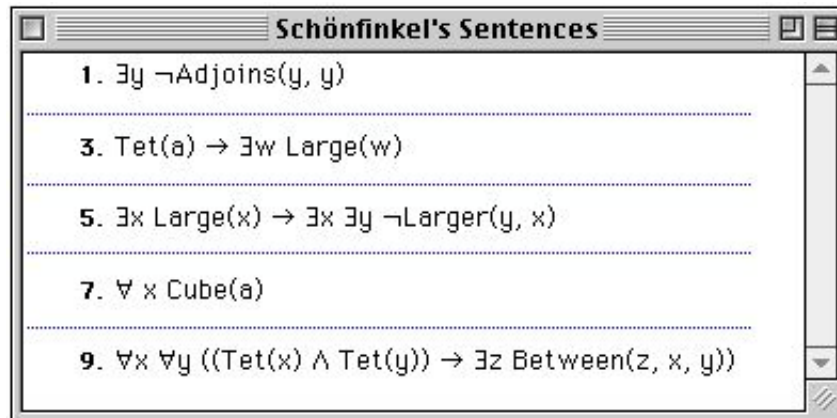 Schönfinkel's Sentences
1. ∃y ¬Adjoins(y, y)
3. Tet(a) → ∃w Large(w)
5. ∃x Large(x) → ∃x ∃y ¬Larger(y, x)
7. ∀ x Cube(a)
9. ∀x ∀y ((Tet(x) ∧ Tet(y)) → ∃z Between(z, x, y))